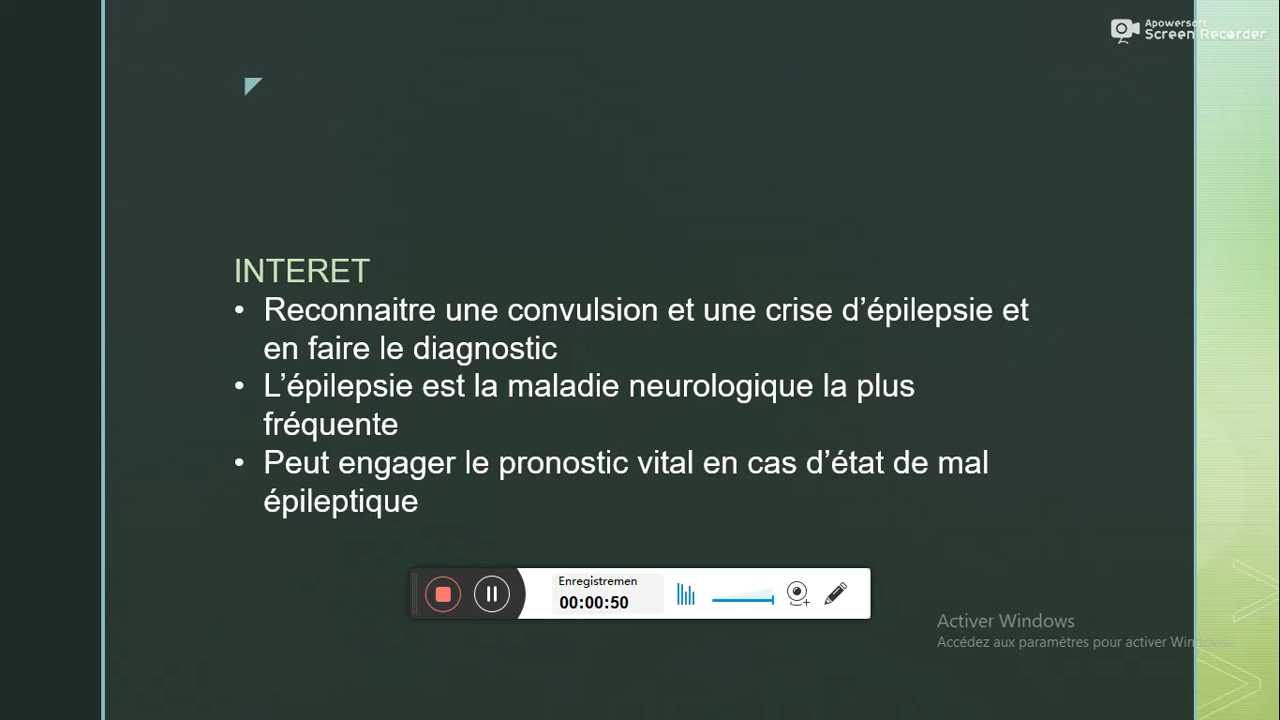 Apowersoft
Screen Recorder
INTERET
• Reconnaitre une convulsion et une crise d’épilepsie et
en faire le diagnostic
• L’épilepsie est la maladie neurologique la plus
fréquente
• Peut engager le pronostic vital en cas d’état de mal
épileptique
Enregistremen
00:00:50
Activer Windows
Accédez aux paramètres pour activer Windows.